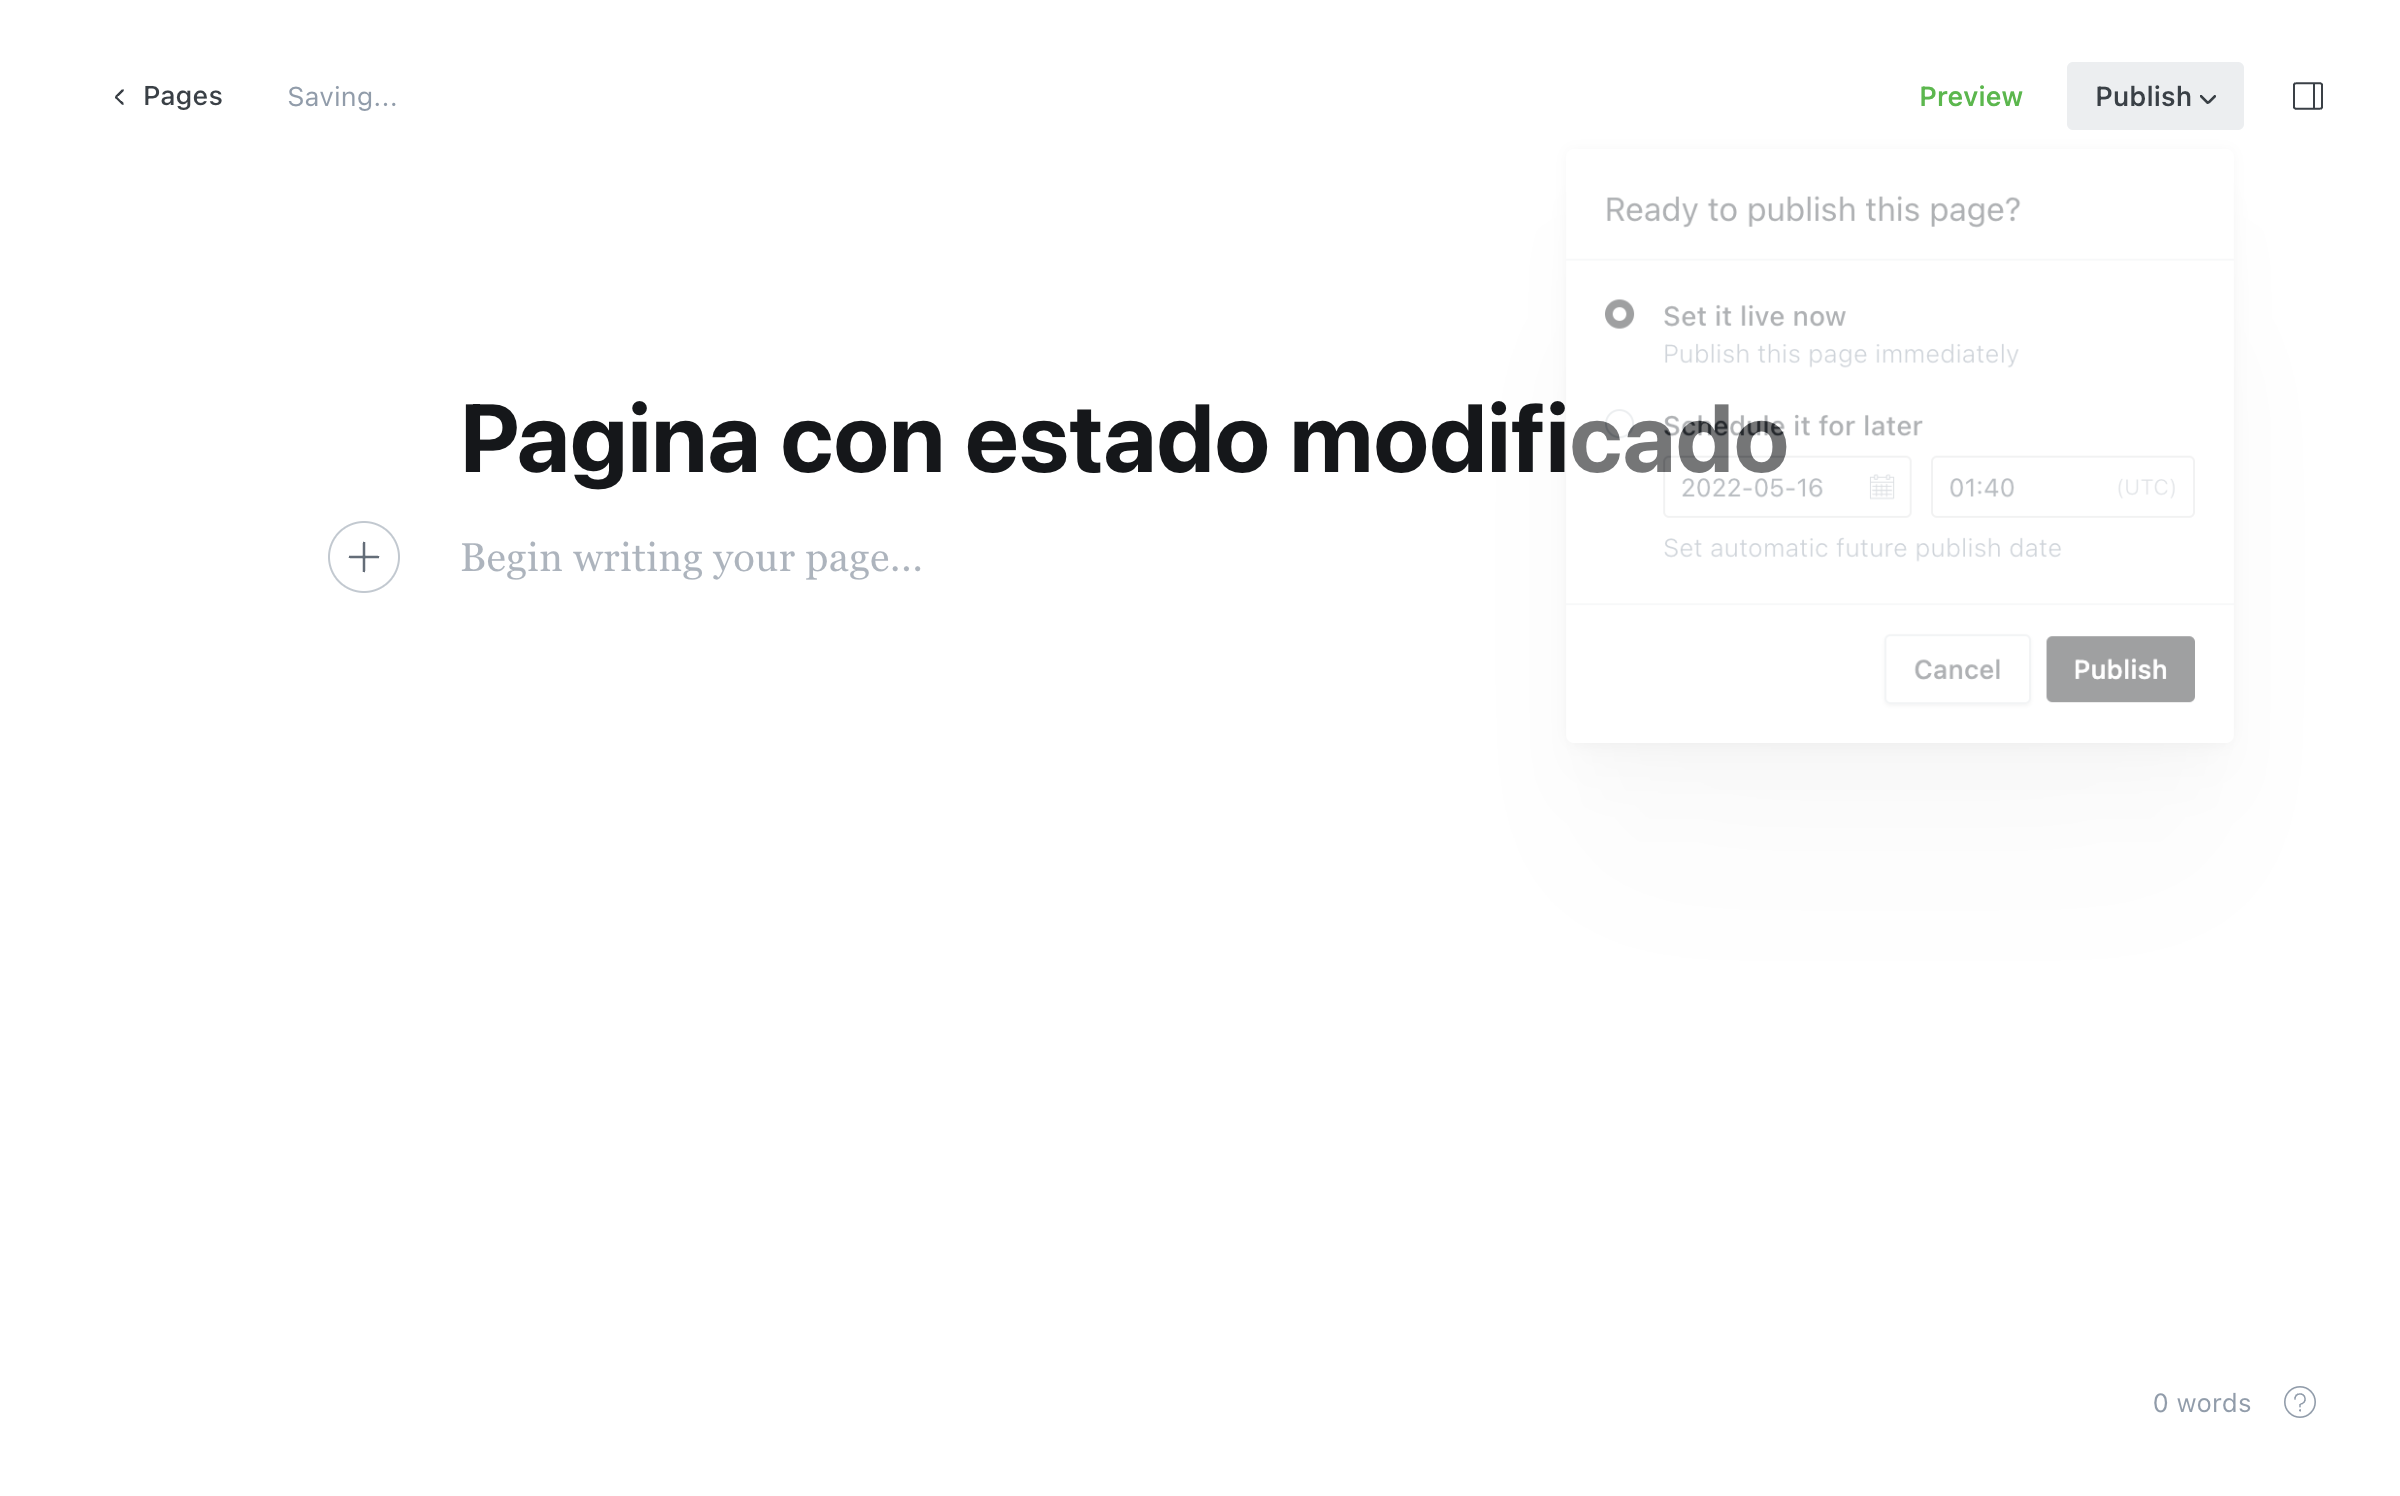 Pages
Saving...
Preview
Publish
Ready to publish this page?
Set it live now
Publish this page immediately
Schedule it for later
Pagina con estado modificado
2022-05-16
01:40
(UTC)
Set automatic future publish date
Begin writing your page...
Cancel
Publish
0 words
?